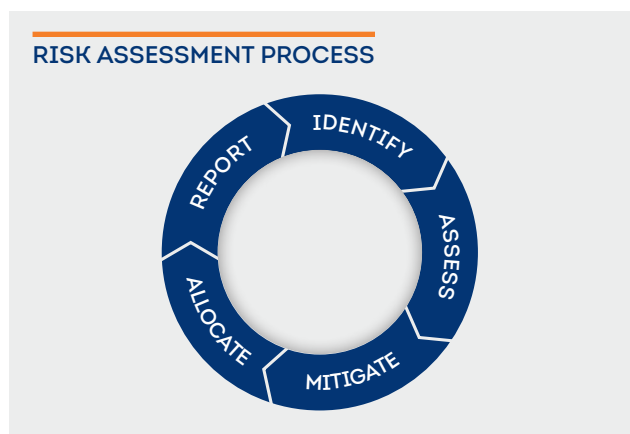 RISK ASSESSMENT PROCESS
IDENTIFY
ASSESS
MITIGATE
ALLOCATE
REPORT